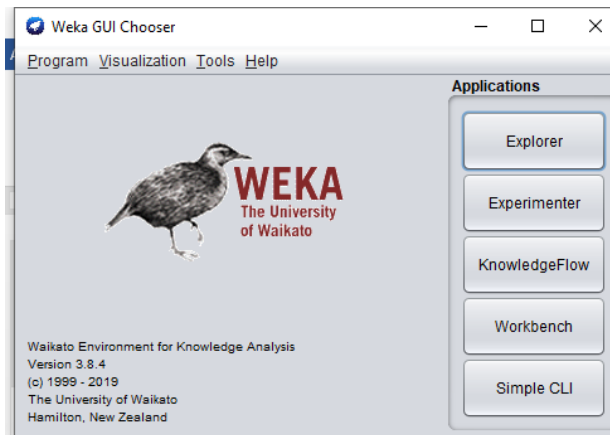 Weka GUI Chooser
Program Visualization Tools Help
Applications
WEKA
The University
of Waikato
Explorer
Experimenter
KnowledgeFlow
Workbench
Simple CLI
Waikato Environment for Knowledge Analysis
Version 3.8.4
(c) 1999 - 2019
The University of Waikato
Hamilton, New Zealand